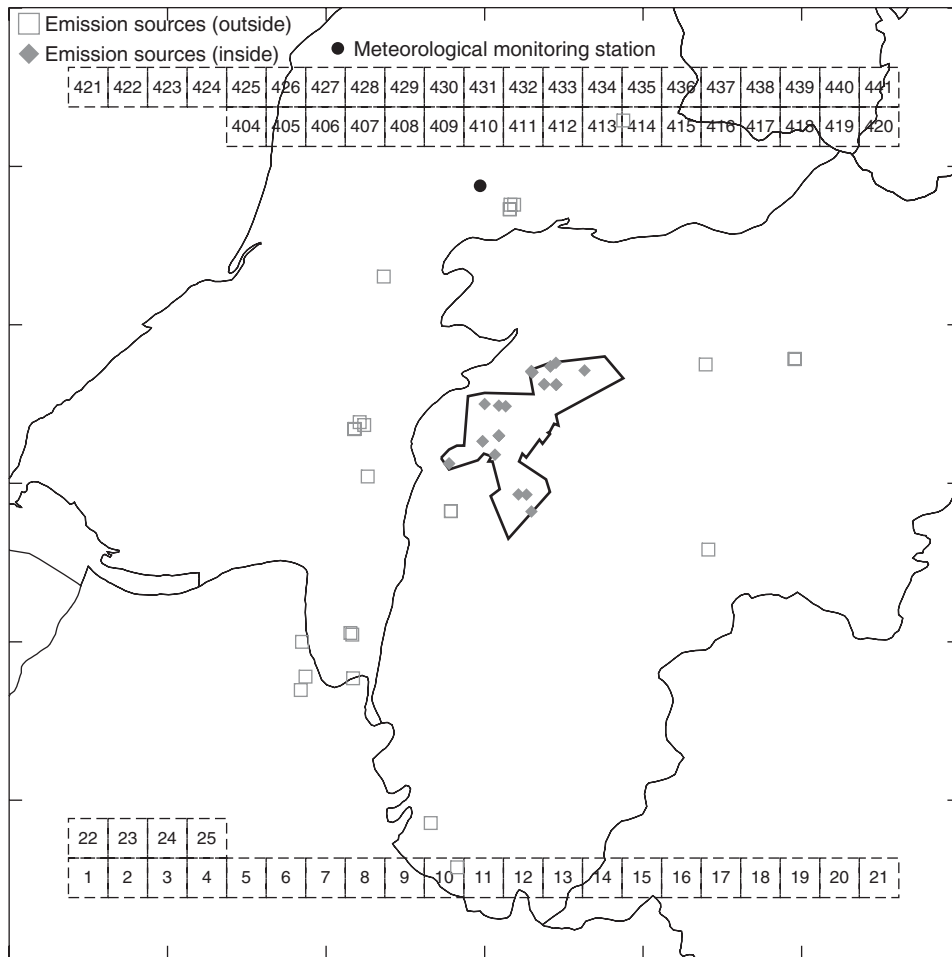 Emission sources (outside)
Emission sources (inside)
Meteorological monitoring station
421 422 423 424 425 426 427 428 429 430 431 432 433 434 435 436 437 438 439 440 441
404 405 406 407 408 409 410 411 412 413 414 415 416 417 418 419 420
22 23 24 25
1 2 3 4 5 6 7 8 9 10 11 12 13 14 15 16 17 18 19 20 21